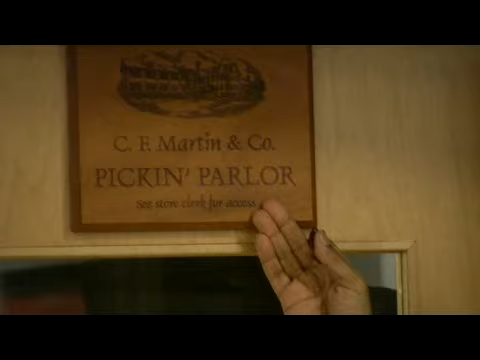 C. F. Martin & Co.
PICKIN' PARLOR
see store clerk for access